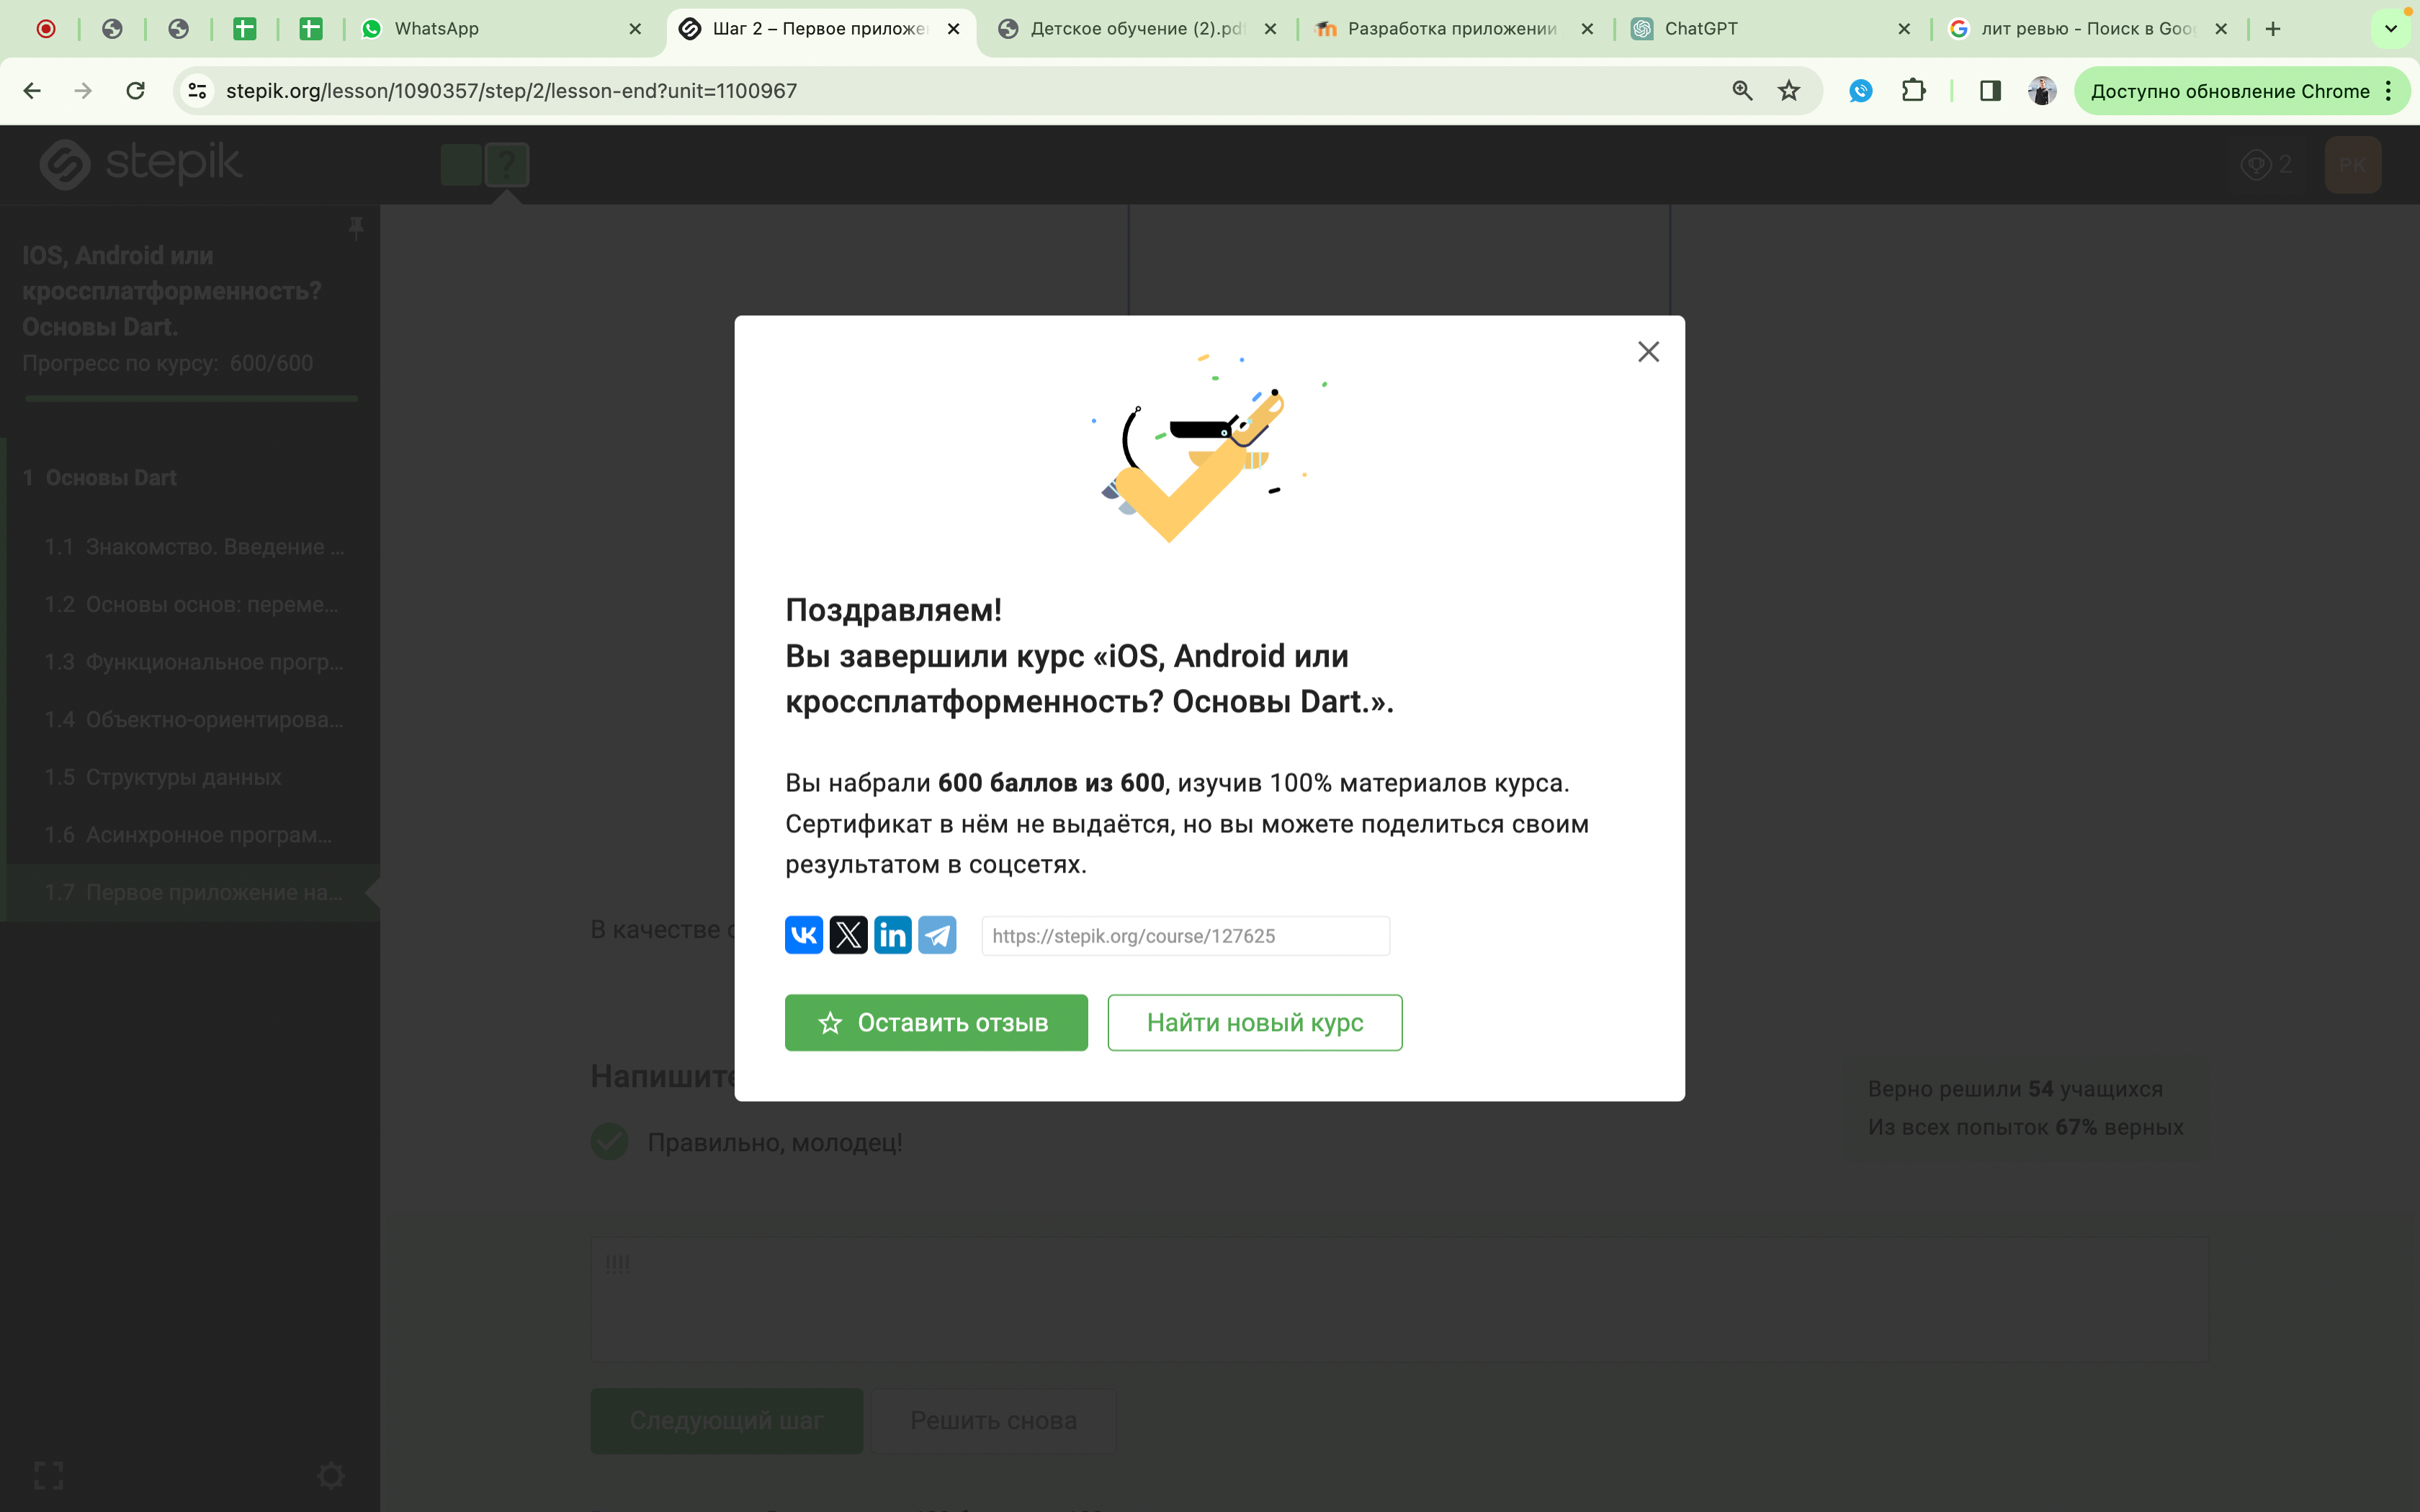 WhatsApp
Шаг 2 – Первое приложе
Детское обучение (2).pd
Разработка приложении
ChatGPT
лит ревью - Поиск в Goo
stepik.org/lesson/1090357/step/2/lesson-end?unit=1100967
Доступно обновление Chrome
stepik
?
2
РК
IOS, Android или
кроссплатформенность?
Основы Dart.
Прогресс по курсу: 600/600
1 Основы Dart
1.1 Знакомство. Введение ...
1.2 Основы основ: переме...
1.3 Функциональное прогр...
1.4 Объектно-ориентирова...
1.5 Структуры данных
1.6 Асинхронное програм...
1.7 Первое приложение на...
Поздравляем!
Вы завершили курс «iOS, Android или
кроссплатформенность? Основы Dart.».
Вы набрали 600 баллов из 600, изучив 100% материалов курса.
Сертификат в нём не выдаётся, но вы можете поделиться своим
результатом в соцсетях.
https://stepik.org/course/127625
Оставить отзыв
Найти новый курс
В качестве
Напишите
Правильно, молодец!
Верно решили 54 учащихся
Из всех попыток 67% верных
!!!!
Следующий шаг
Решить снова